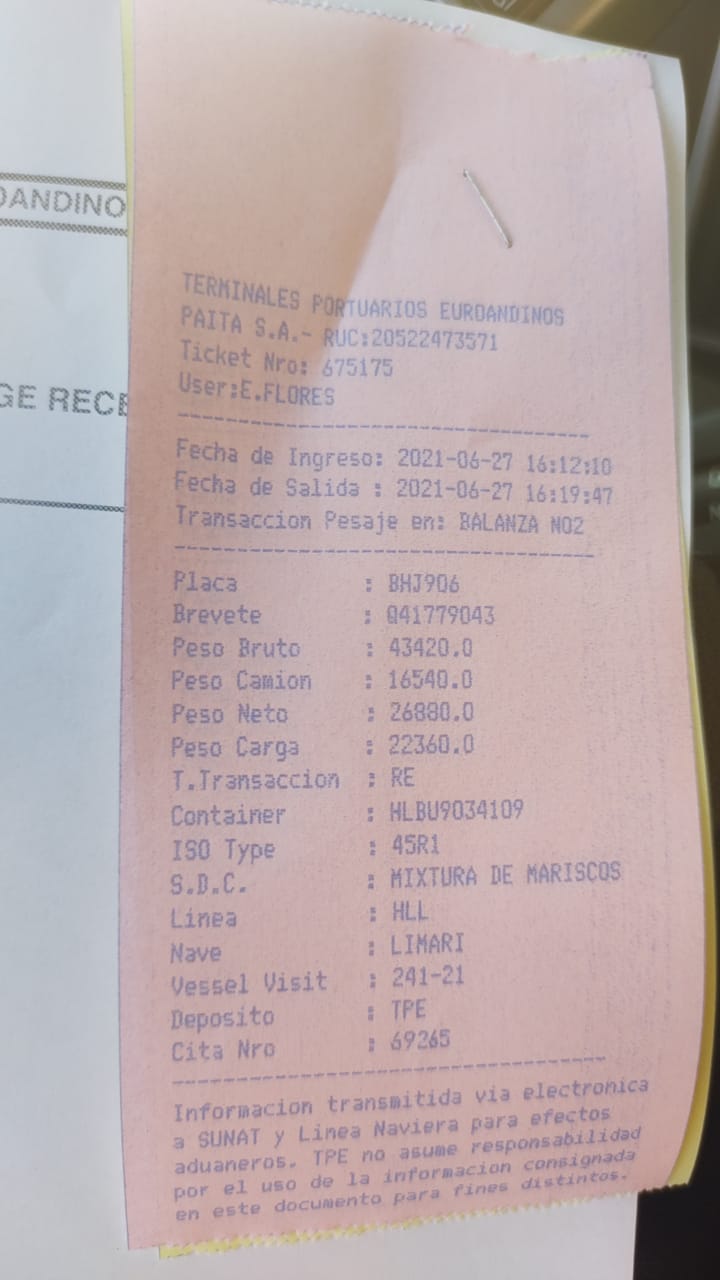 OANDINO
GE RECE
TERMINALES PORTUARIOS EUROANDINOS
PAITA S.A.- RUC:20522473571
Ticket Nro: 675175
User:E.FLORES
Fecha de Ingreso: 2021-06-27 16:12:10
Fecha de Salida : 2021-06-27 16:19:47
Transaccion Pesaje en: BALANZA NO2
Placa : BHJ906
Brevete : Q41779043
Peso Bruto : 43420.0
Peso Camion : 16540.0
Peso Neto : 26880.0
Peso Carga : 22360.0
T.Transaccion : RE
Container : HLBU9034109
ISO Type : 45R1
S.D.C. : MIXTURA DE MARISCOS
Linea : HLL
Nave : LIMARI
Vessel Visit : 241-21
Deposito : TPE
Cita Nro : 69265
Informacion transmitida via electronica
a SUNAT y Linea Naviera para efectos
aduaneros. TPE no asume responsabilidad
por el uso de la informacion consignada
en este documento para fines distintos.